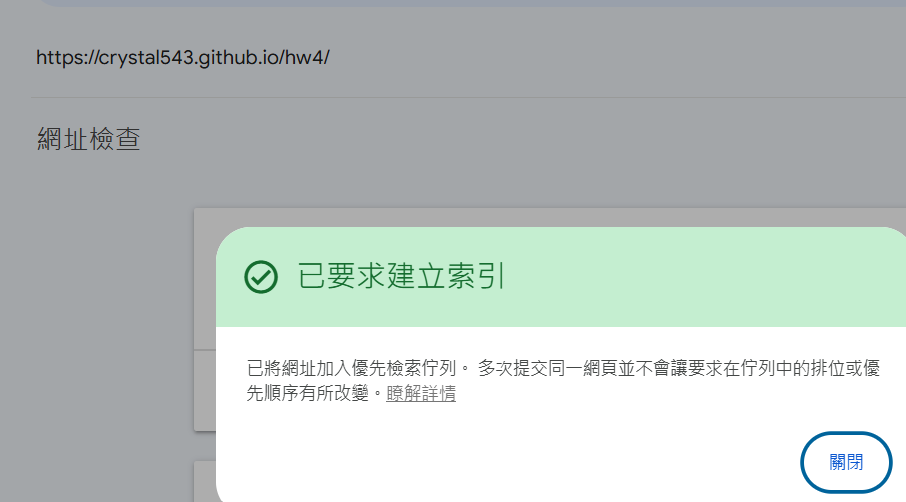 https://crystal543.github.io/hw4/
網址檢查
已要求建立索引
已將網址加入優先檢索佇列。 多次提交同一網頁並不會讓要求在佇列中的排位或優
先順序有所改變。瞭解詳情
關閉